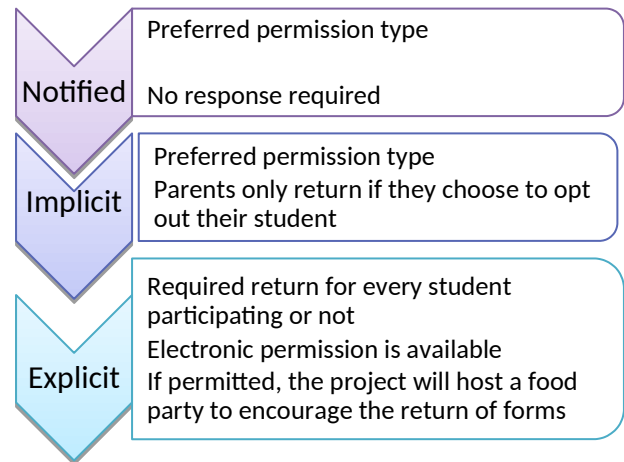 Notified
Preferred permission type
No response required
Implicit
Preferred permission type
Parents only return if they choose to opt
out their student
Explicit
Required return for every student
participating or not
Electronic permission is available
If permitted, the project will host a food
party to encourage the return of forms